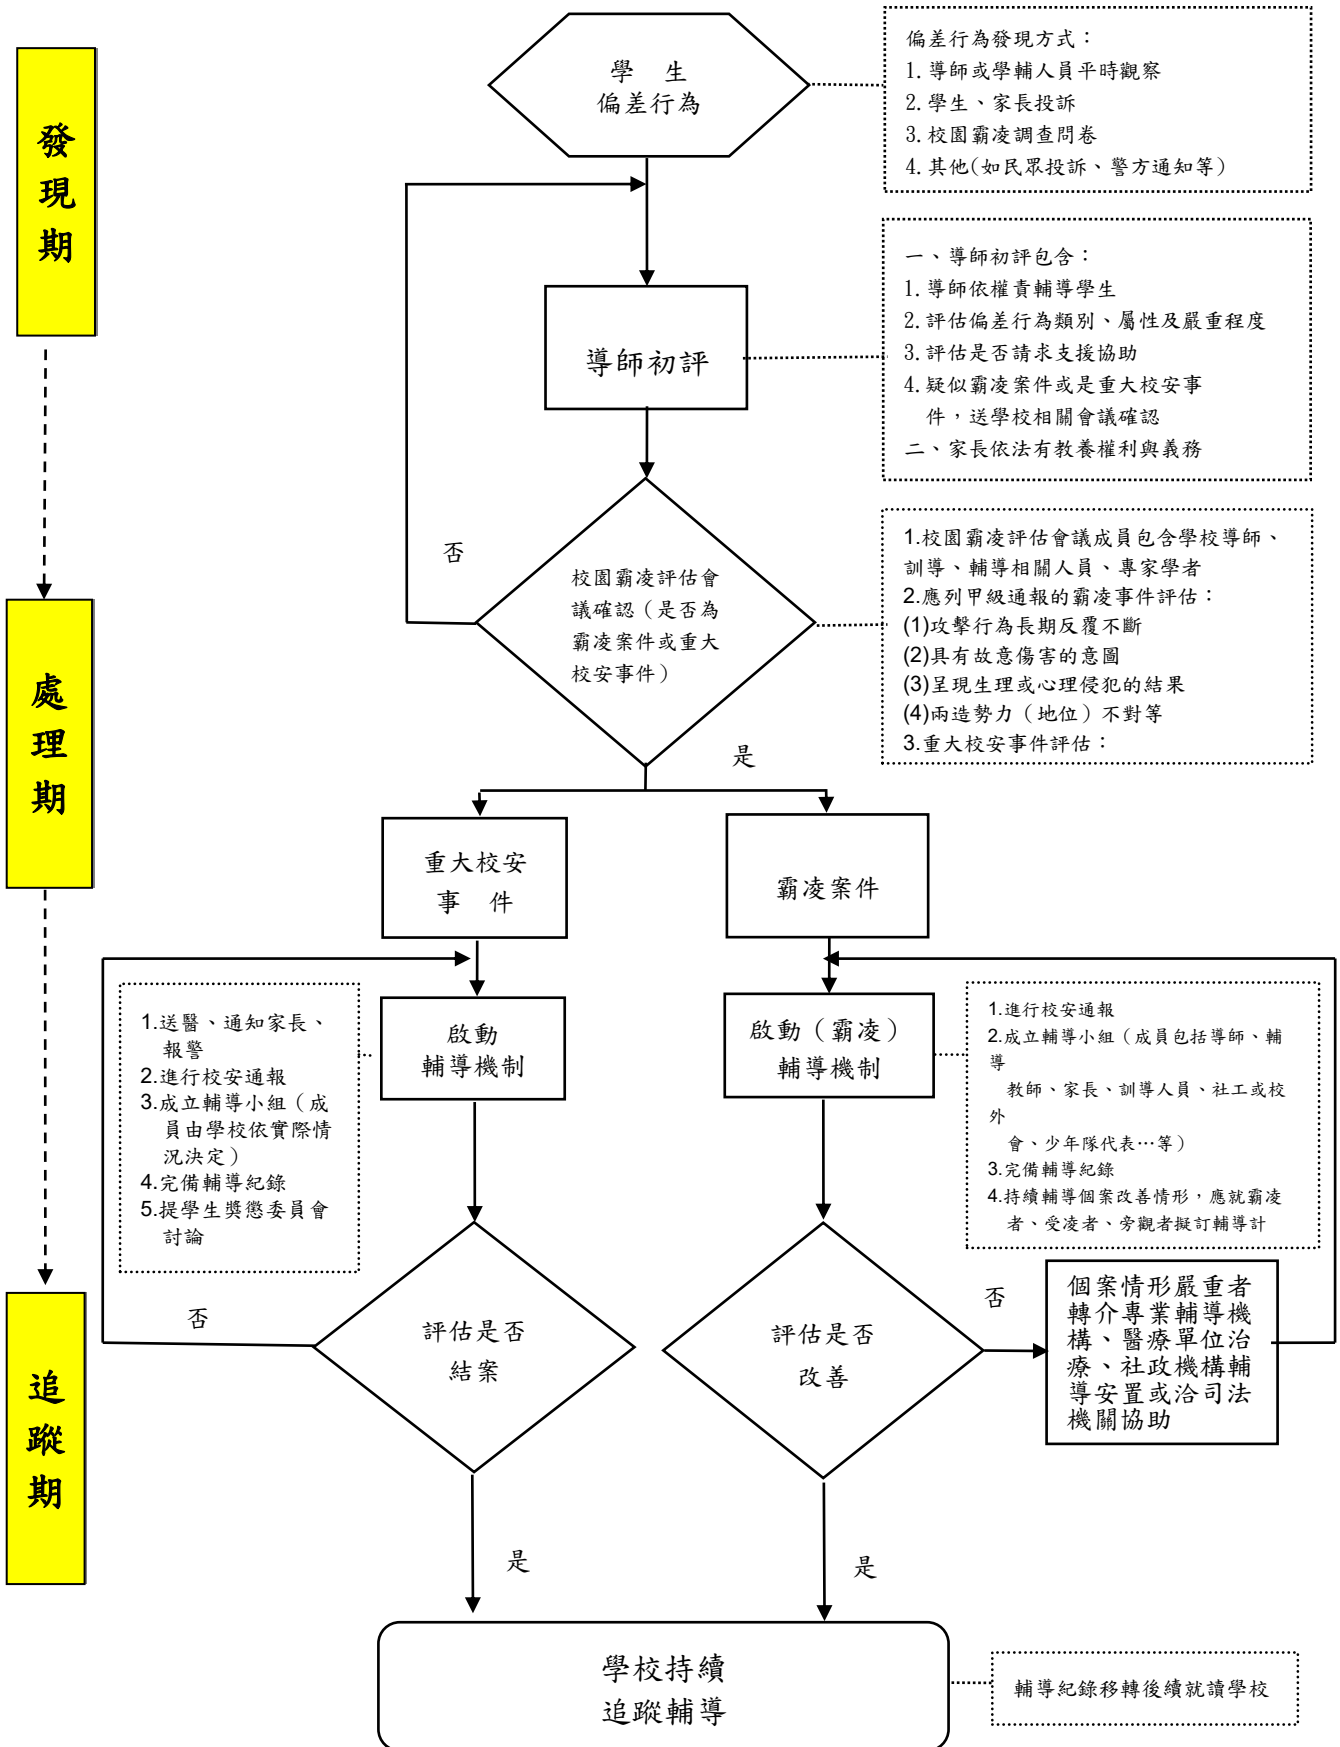 發
現
期
處
理
期
追
蹤
期
學　生
偏差行為
偏差行為發現方式：
1.導師或學輔人員平時觀察
2.學生、家長投訴
3.校園霸凌調查問卷
4.其他(如民眾投訴、警方通知等)
導師初評
一、導師初評包含：
1.導師依權責輔導學生
2.評估偏差行為類別、屬性及嚴重程度
3.評估是否請求支援協助
4.疑似霸凌案件或是重大校安事
件，送學校相關會議確認
二、家長依法有教養權利與義務
否
校園霸凌評估會
議確認（是否為
霸凌案件或重大
校安事件）
1.校園霸凌評估會議成員包含學校導師、
訓導、輔導相關人員、專家學者
2.應列甲級通報的霸凌事件評估：
(1)攻擊行為長期反覆不斷
(2)具有故意傷害的意圖
(3)呈現生理或心理侵犯的結果
(4)兩造勢力（地位）不對等
3.重大校安事件評估：
是
重大校安
事　件
霸凌案件
1.送醫、通知家長、
報警
2.進行校安通報
3.成立輔導小組（成
員由學校依實際情
況決定）
4.完備輔導紀錄
5.提學生獎懲委員會
討論
啟動
輔導機制
啟動（霸凌）
輔導機制
1.進行校安通報
2.成立輔導小組（成員包括導師、輔
導
教師、家長、訓導人員、社工或校
外
會、少年隊代表…等）
3.完備輔導紀錄
4.持續輔導個案改善情形，應就霸凌
者、受凌者、旁觀者擬訂輔導計
否
評估是否
結案
評估是否
改善
否
個案情形嚴重者
轉介專業輔導機
構、醫療單位治
療、社政機構輔
導安置或洽司法
機關協助
是
是
學校持續
追蹤輔導
輔導紀錄移轉後續就讀學校